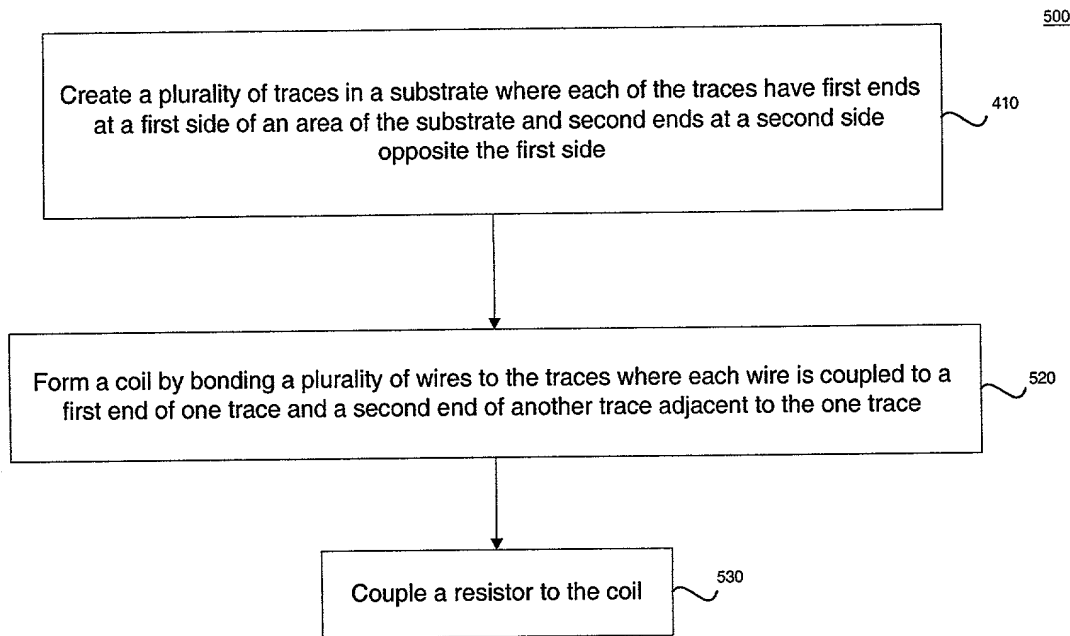 500
Create a plurality of traces in a substrate where each of the traces have first ends
at a first side of an area of the substrate and second ends at a second side
opposite the first side
410
Form a coil by bonding a plurality of wires to the traces where each wire is coupled to a
first end of one trace and a second end of another trace adjacent to the one trace
520
Couple a resistor to the coil
530